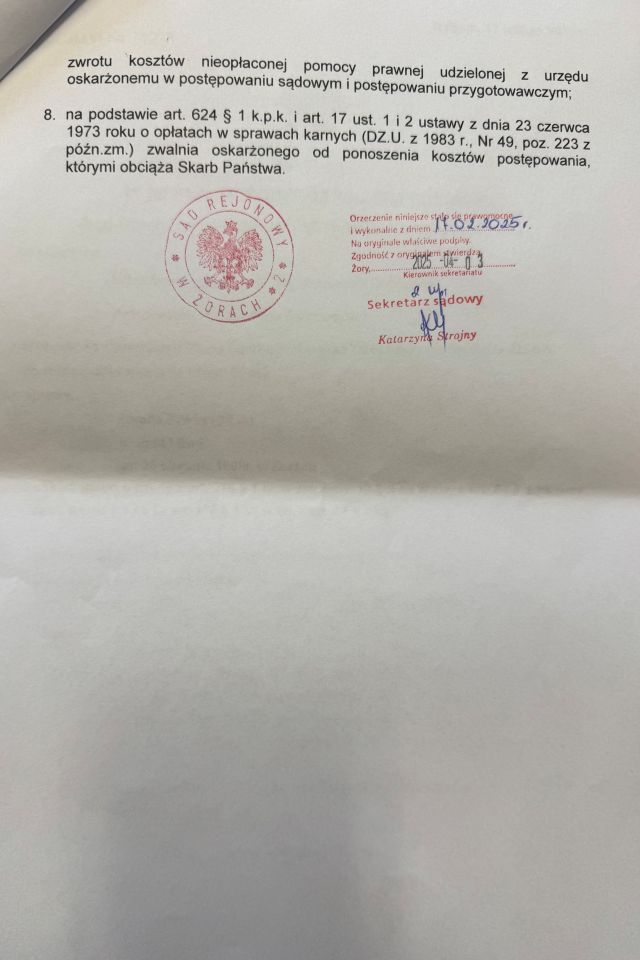 zwrotu kosztów nieopłaconej pomocy prawnej udzielonej z urzędu
oskarżonemu w postępowaniu sądowym i postępowaniu przygotowawczym;
8. na podstawie art. 624 § 1 k.p.k. i art. 17 ust. 1 i 2 ustawy z dnia 23 czerwca
1973 roku o opłatach w sprawach karnych (DZ.U. z 1983 r., Nr 49, poz. 223 z
późn.zm.) zwalnia oskarżonego od ponoszenia kosztów postępowania,
którymi obciąża Skarb Państwa.
SĄD REJONOWY
W ŻORACH
2
Orzeczenie niniejsze stało się prawomocne
i wykonalne z dniem 17.02.2025r.
Na oryginale właściwe podpisy.
Zgodność z oryginałem stwierdza
Żory, 2025 -04- 03
Kierownik sekretariatu
Sekretarz sądowy
Katarzyna Strojny